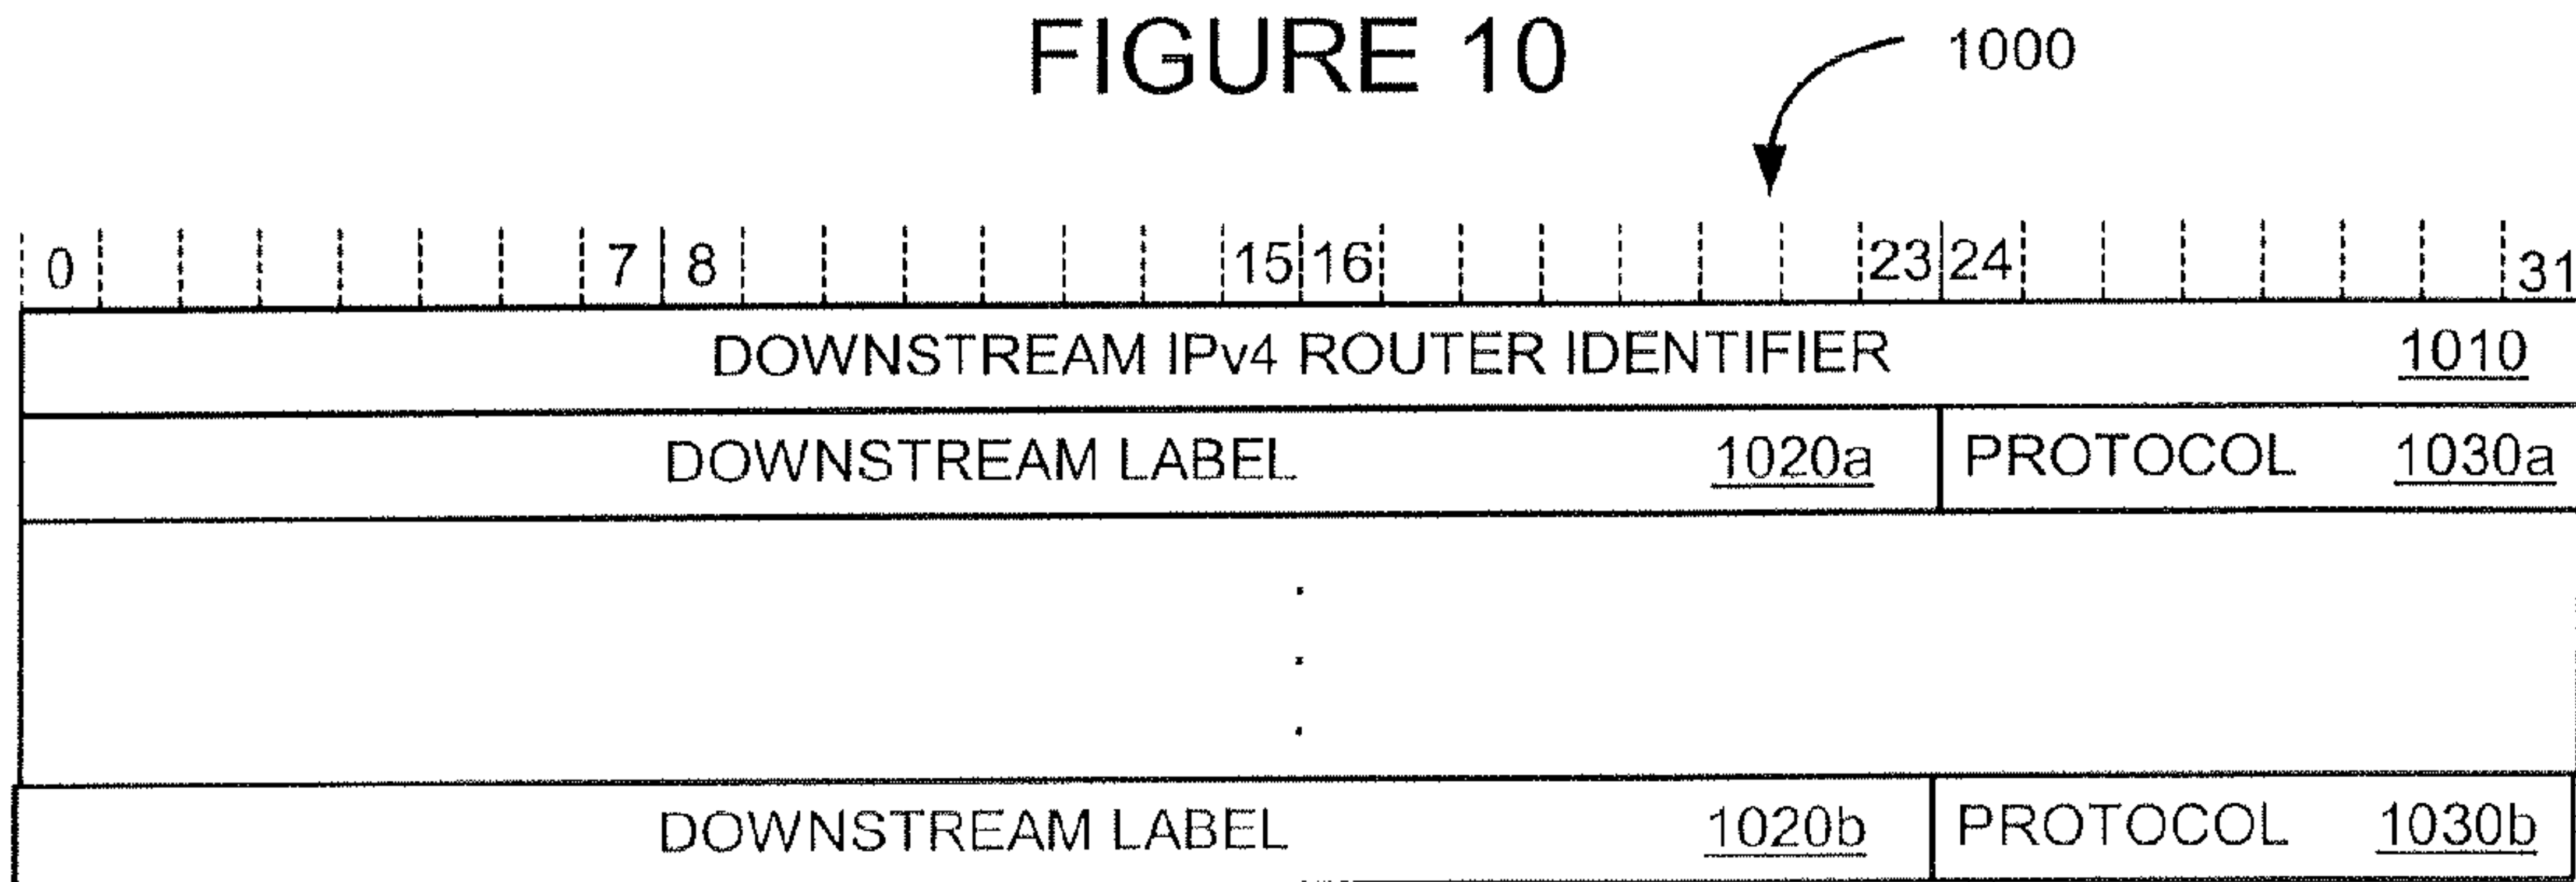 FIGURE 10
1000
0 7 8 15 16 23 24 31
DOWNSTREAM IPv4 ROUTER IDENTIFIER 1010
DOWNSTREAM LABEL 1020a PROTOCOL 1030a
DOWNSTREAM LABEL 1020b PROTOCOL 1030b